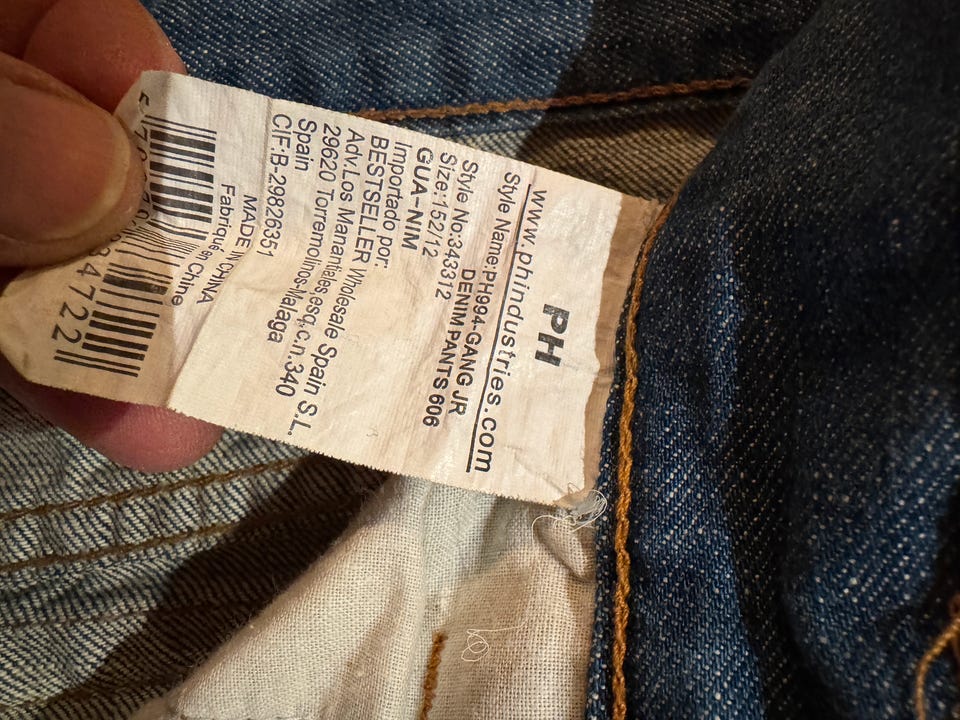 PH
www.phindustries.com
Style Name:PH994-GANG JR
DENIM PANTS 606
Style No:343312
Size:152/12
GUA-NIM
Importado por:
BESTSELLER Wholesale Spain S.L.
Adv.Los Manantiales,esq.c.n.340
29620 Torremolinos-Malaga
Spain
CIF:B-29826351
MADE IN CHINA
Fabriqué en Chine
34722